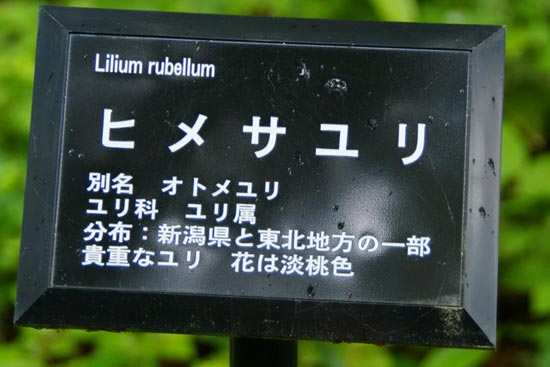 Lilium rubellum
ヒメサユリ
別名　オトメユリ
ユリ科　ユリ属
分布：新潟県と東北地方の一部
貴重なユリ　花は淡桃色